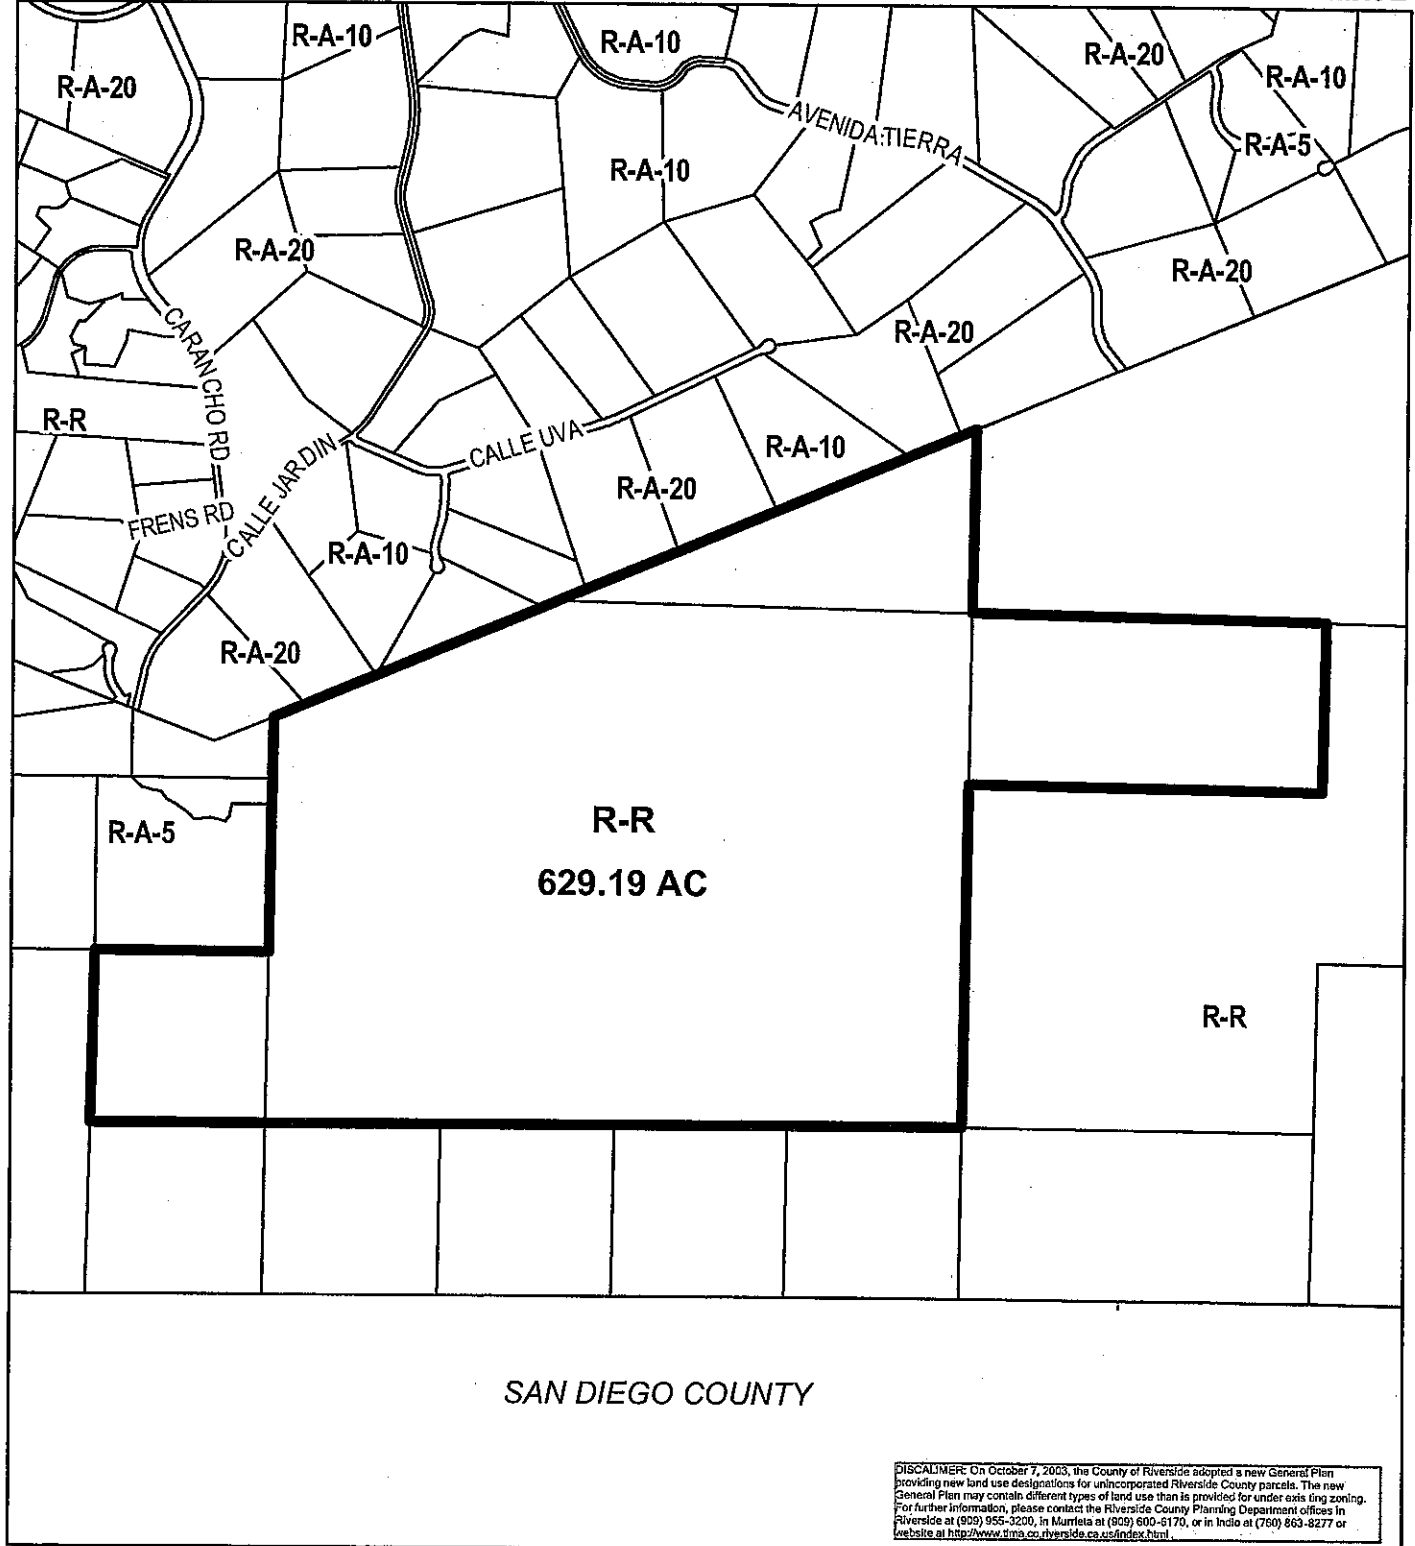 R-A-10
R-A-10
R-A-20
R-A-10
R-A-20
AVENIDA TIERRA
R-A-5
R-A-10
R-A-20
R-A-20
CARANCHO RD
R-A-20
R-R
CALLE UVA
R-A-10
CALLE JARDIN
R-A-20
FRENS RD
R-A-10
R-A-20
R-R
R-A-5
629.19 AC
R-R
SAN DIEGO COUNTY
DISCALIMER: On October 7, 2003, the County of Riverside adopted a new General Plan
providing new land use designations for unincorporated Riverside County parcels. The new
General Plan may contain different types of land use than is provided for under existing zoning.
For further information, please contact the Riverside County Planning Department offices in
Riverside at (909) 955-3200, in Murrieta at (909) 600-6170, or in Indio at (760) 863-8277 or
website at http://www.tlma.co.riverside.ca.us/index.html.